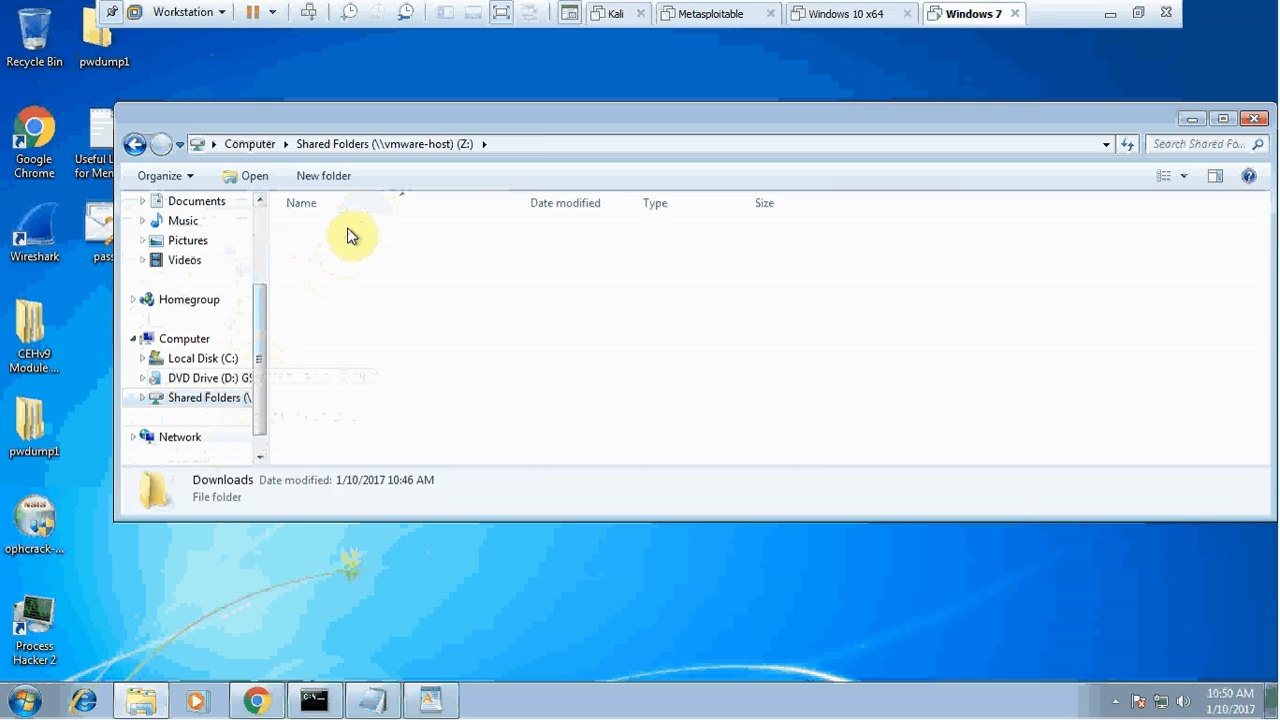 Workstation
Kali
Metasploitable
Windows 10 x64
Windows 7
Recycle Bin
pwdump1
Google
Chrome
Useful L
for Mem
Wireshark
pass
CEHv9
Module ...
pwdump1
ophcrack-...
Process
Hacker 2
Computer
Shared Folders (\\vmware-host) (Z:)
Search Shared Fo...
Organize
Open
New folder
Name
Date modified
Type
Size
Documents
Music
Pictures
Videos
Homegroup
Computer
Local Disk (C:)
DVD Drive (D:) GS
Shared Folders (\
Network
Downloads
Date modified: 1/10/2017 10:46 AM
File folder
10:50 AM
1/10/2017